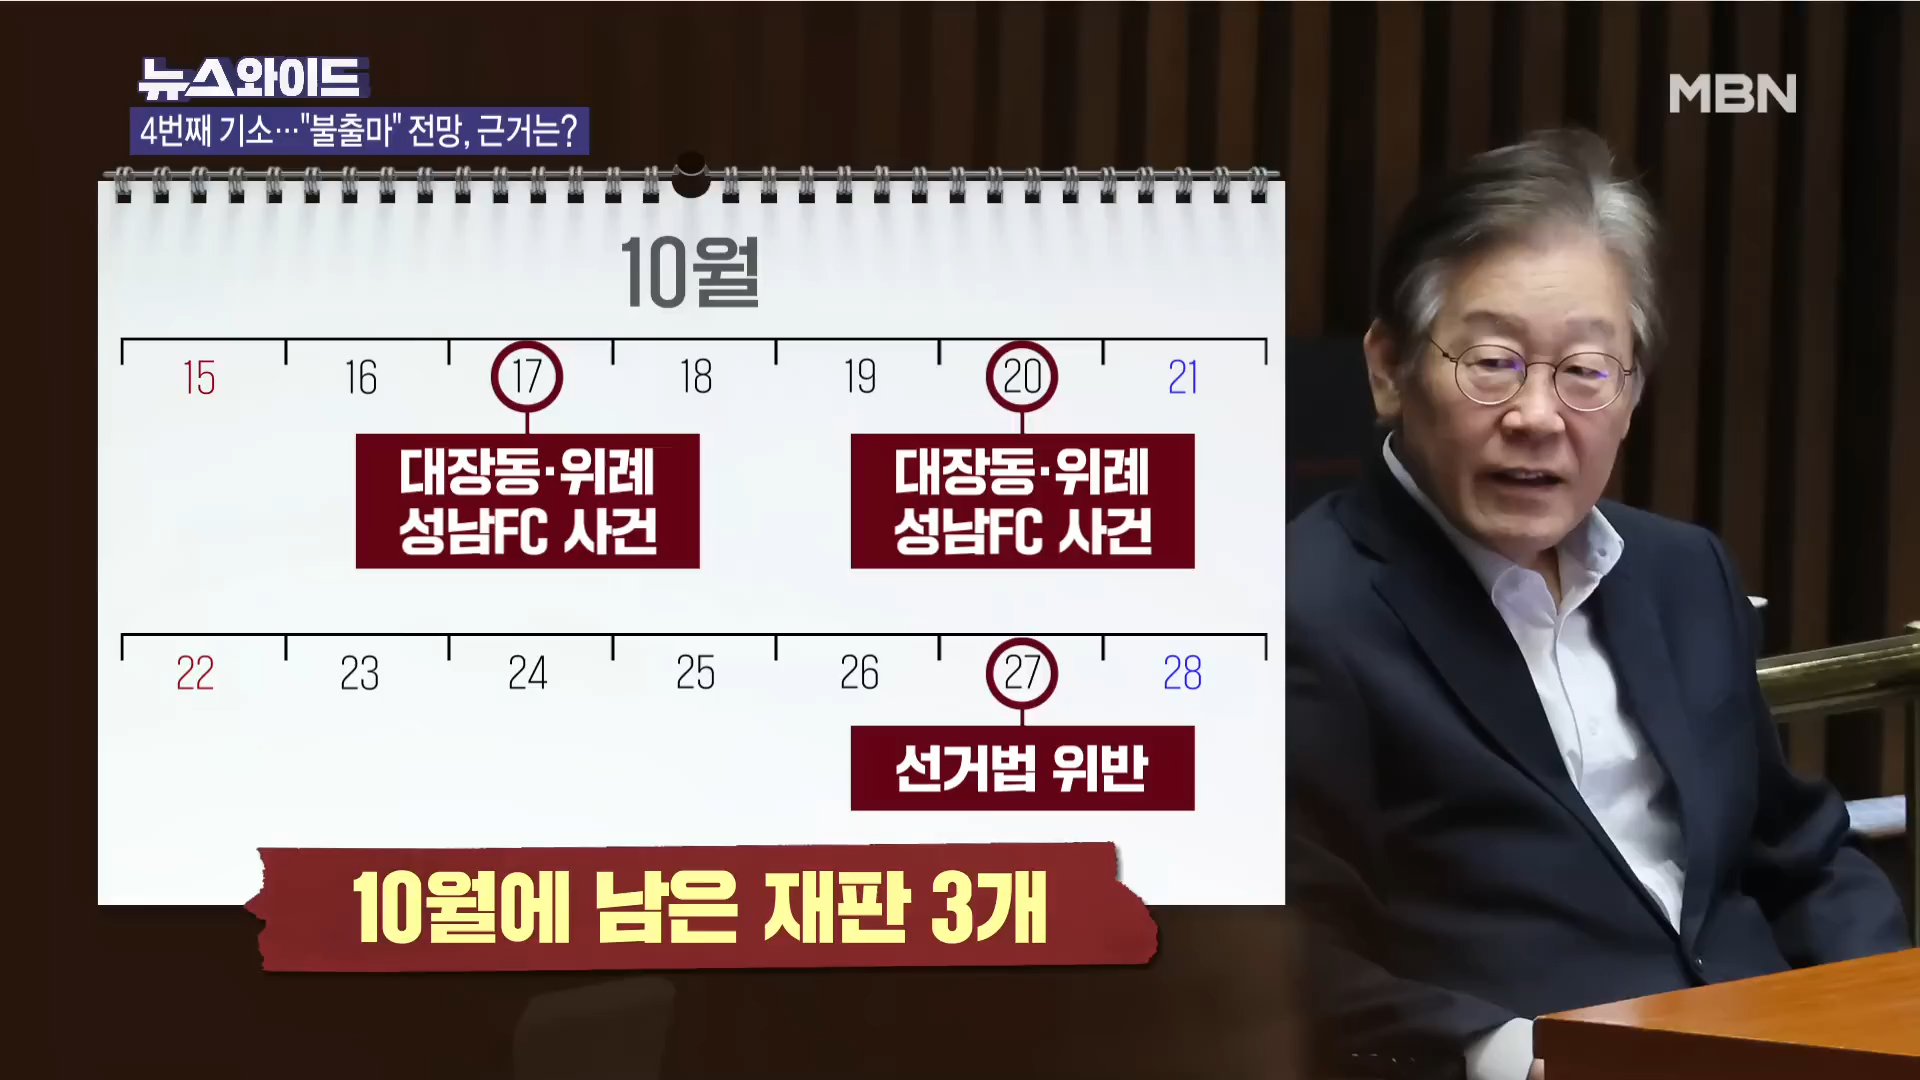 뉴스와이드
MBN
4번째 기소…"불출마" 전망, 근거는?
10월
15 16 17 18 19 20 21
대장동·위례
성남FC 사건
대장동·위례
성남FC 사건
22 23 24 25 26 27 28
선거법 위반
10월에 남은 재판 3개